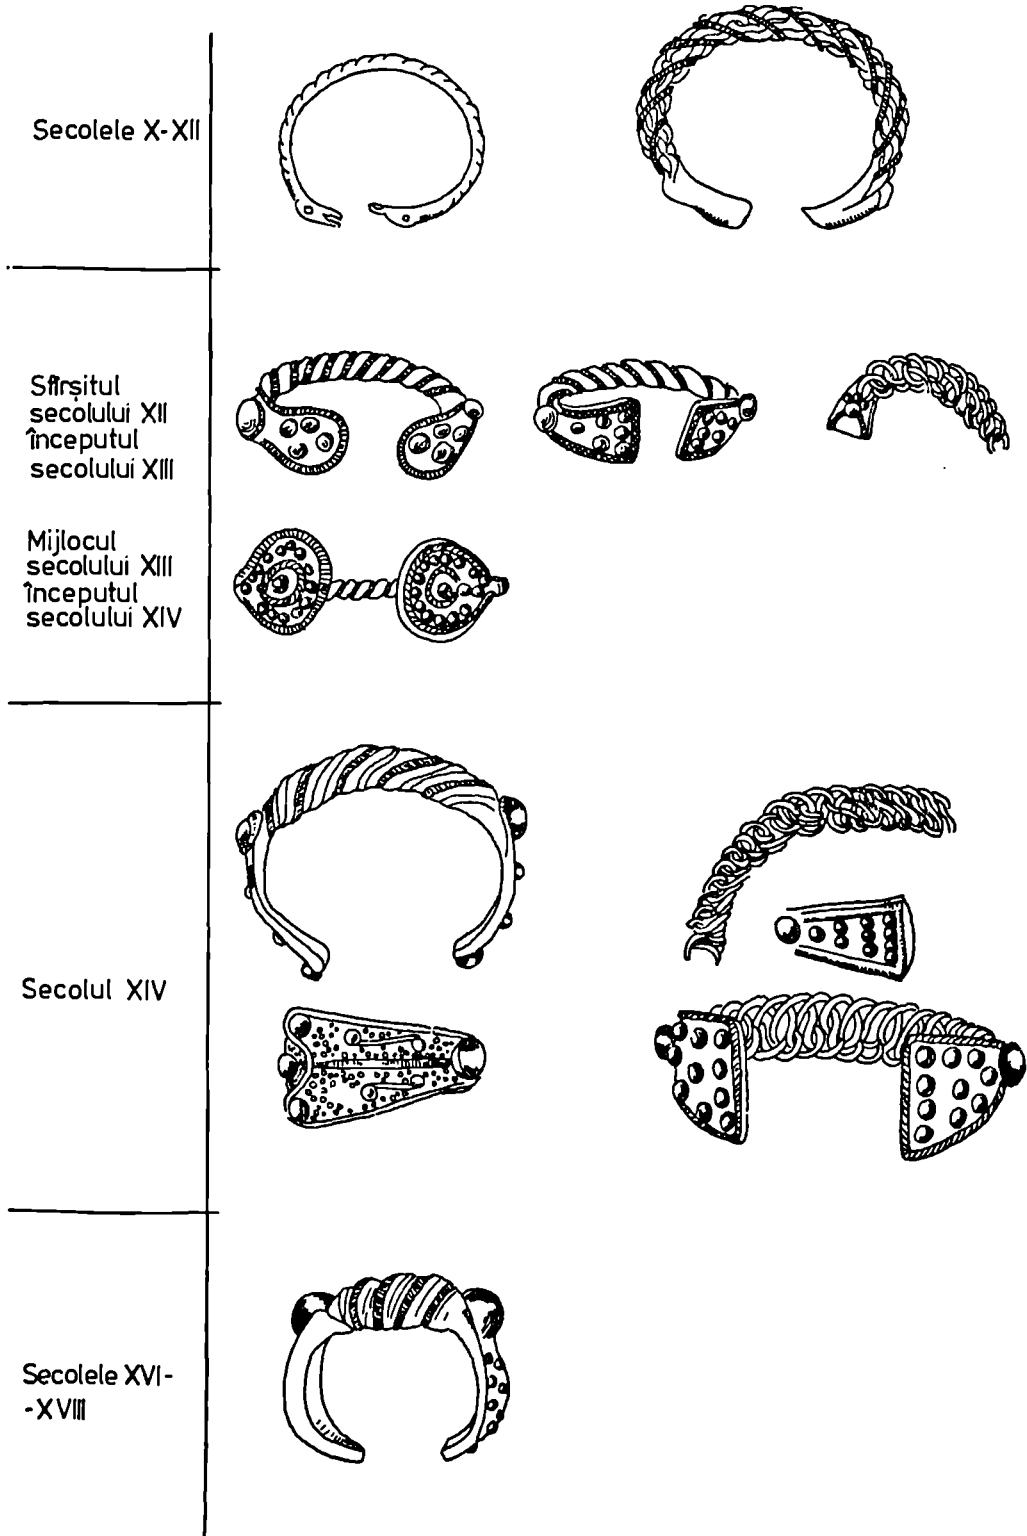 Secolele X-XII
Sfîrșitul
secolului XII
începutul
secolului XIII
Mijlocul
secolului XIII
începutul
secolului XIV
Secolul XIV
Secolele XVI-
-XVIII